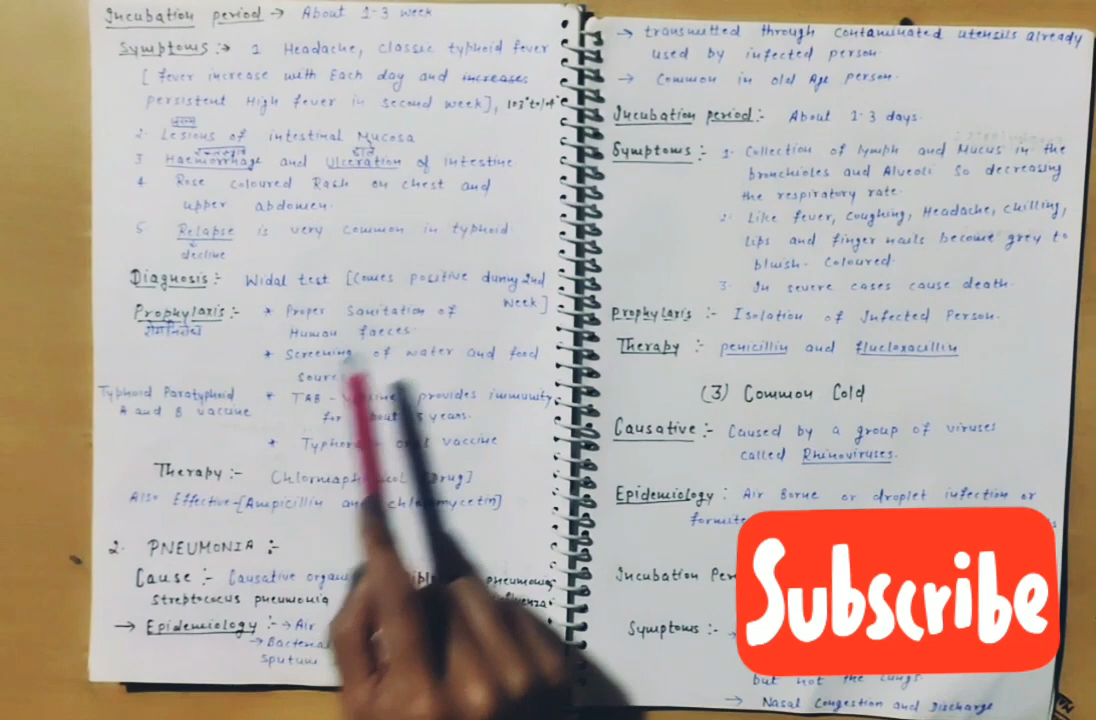 Incubation period → About 1-3 week
Symptoms :→ 1 Headache, classic typhoid fever
[ fever increase with Each day and increases
persistent High fever in second week], 103° to 104°
2. Lesions of intestinal Mucosa
रक्तस्त्राव
3 Haemorrhage and Ulceration of intestine
4 Rose coloured Rash on chest and
upper abdomen.
5 Relapse is very common in typhoid.
decline
Diagnosis :- Widal test [Comes positive during 2nd
week]
Prophylaxis :- * Proper Sanitation of
रोगनिरोध Human faeces.
* Screening of water and food
Typhoid Paratyphoid
A and B vaccine
* TAB - provides immunity
years.
* vaccine
Therapy :- [Drug]
Also Effective - [Ampicillin and
2. PNEUMONIA :-
Cause :- Causative pneumonia
→ Epidemiology :- → Air
→ Bacterial
sputum
→ transmitted through contaminated utensils already
used by infected person.
→ Common in old Age person.
Incubation period :- About 1-3 days.
Symptoms :- 1. Collection of lymph and Mucus in the
bronchioles and Alveoli so decreasing
the respiratory rate.
2. Like fever, coughing, Headache, chilling,
lips and finger nails become grey to
bluish-coloured.
3. In severe cases cause death.
Prophylaxis :- Isolation of Infected Person.
Therapy :- penicillin and flucloxacillin
(3) Common Cold
Causative :- Caused by a group of viruses
called Rhinoviruses.
Epidemiology : Air Borne or droplet infection or
Incubation
Symptoms :-
Subscribe
but not the lungs.
→ Nasal Congestion and Discharge